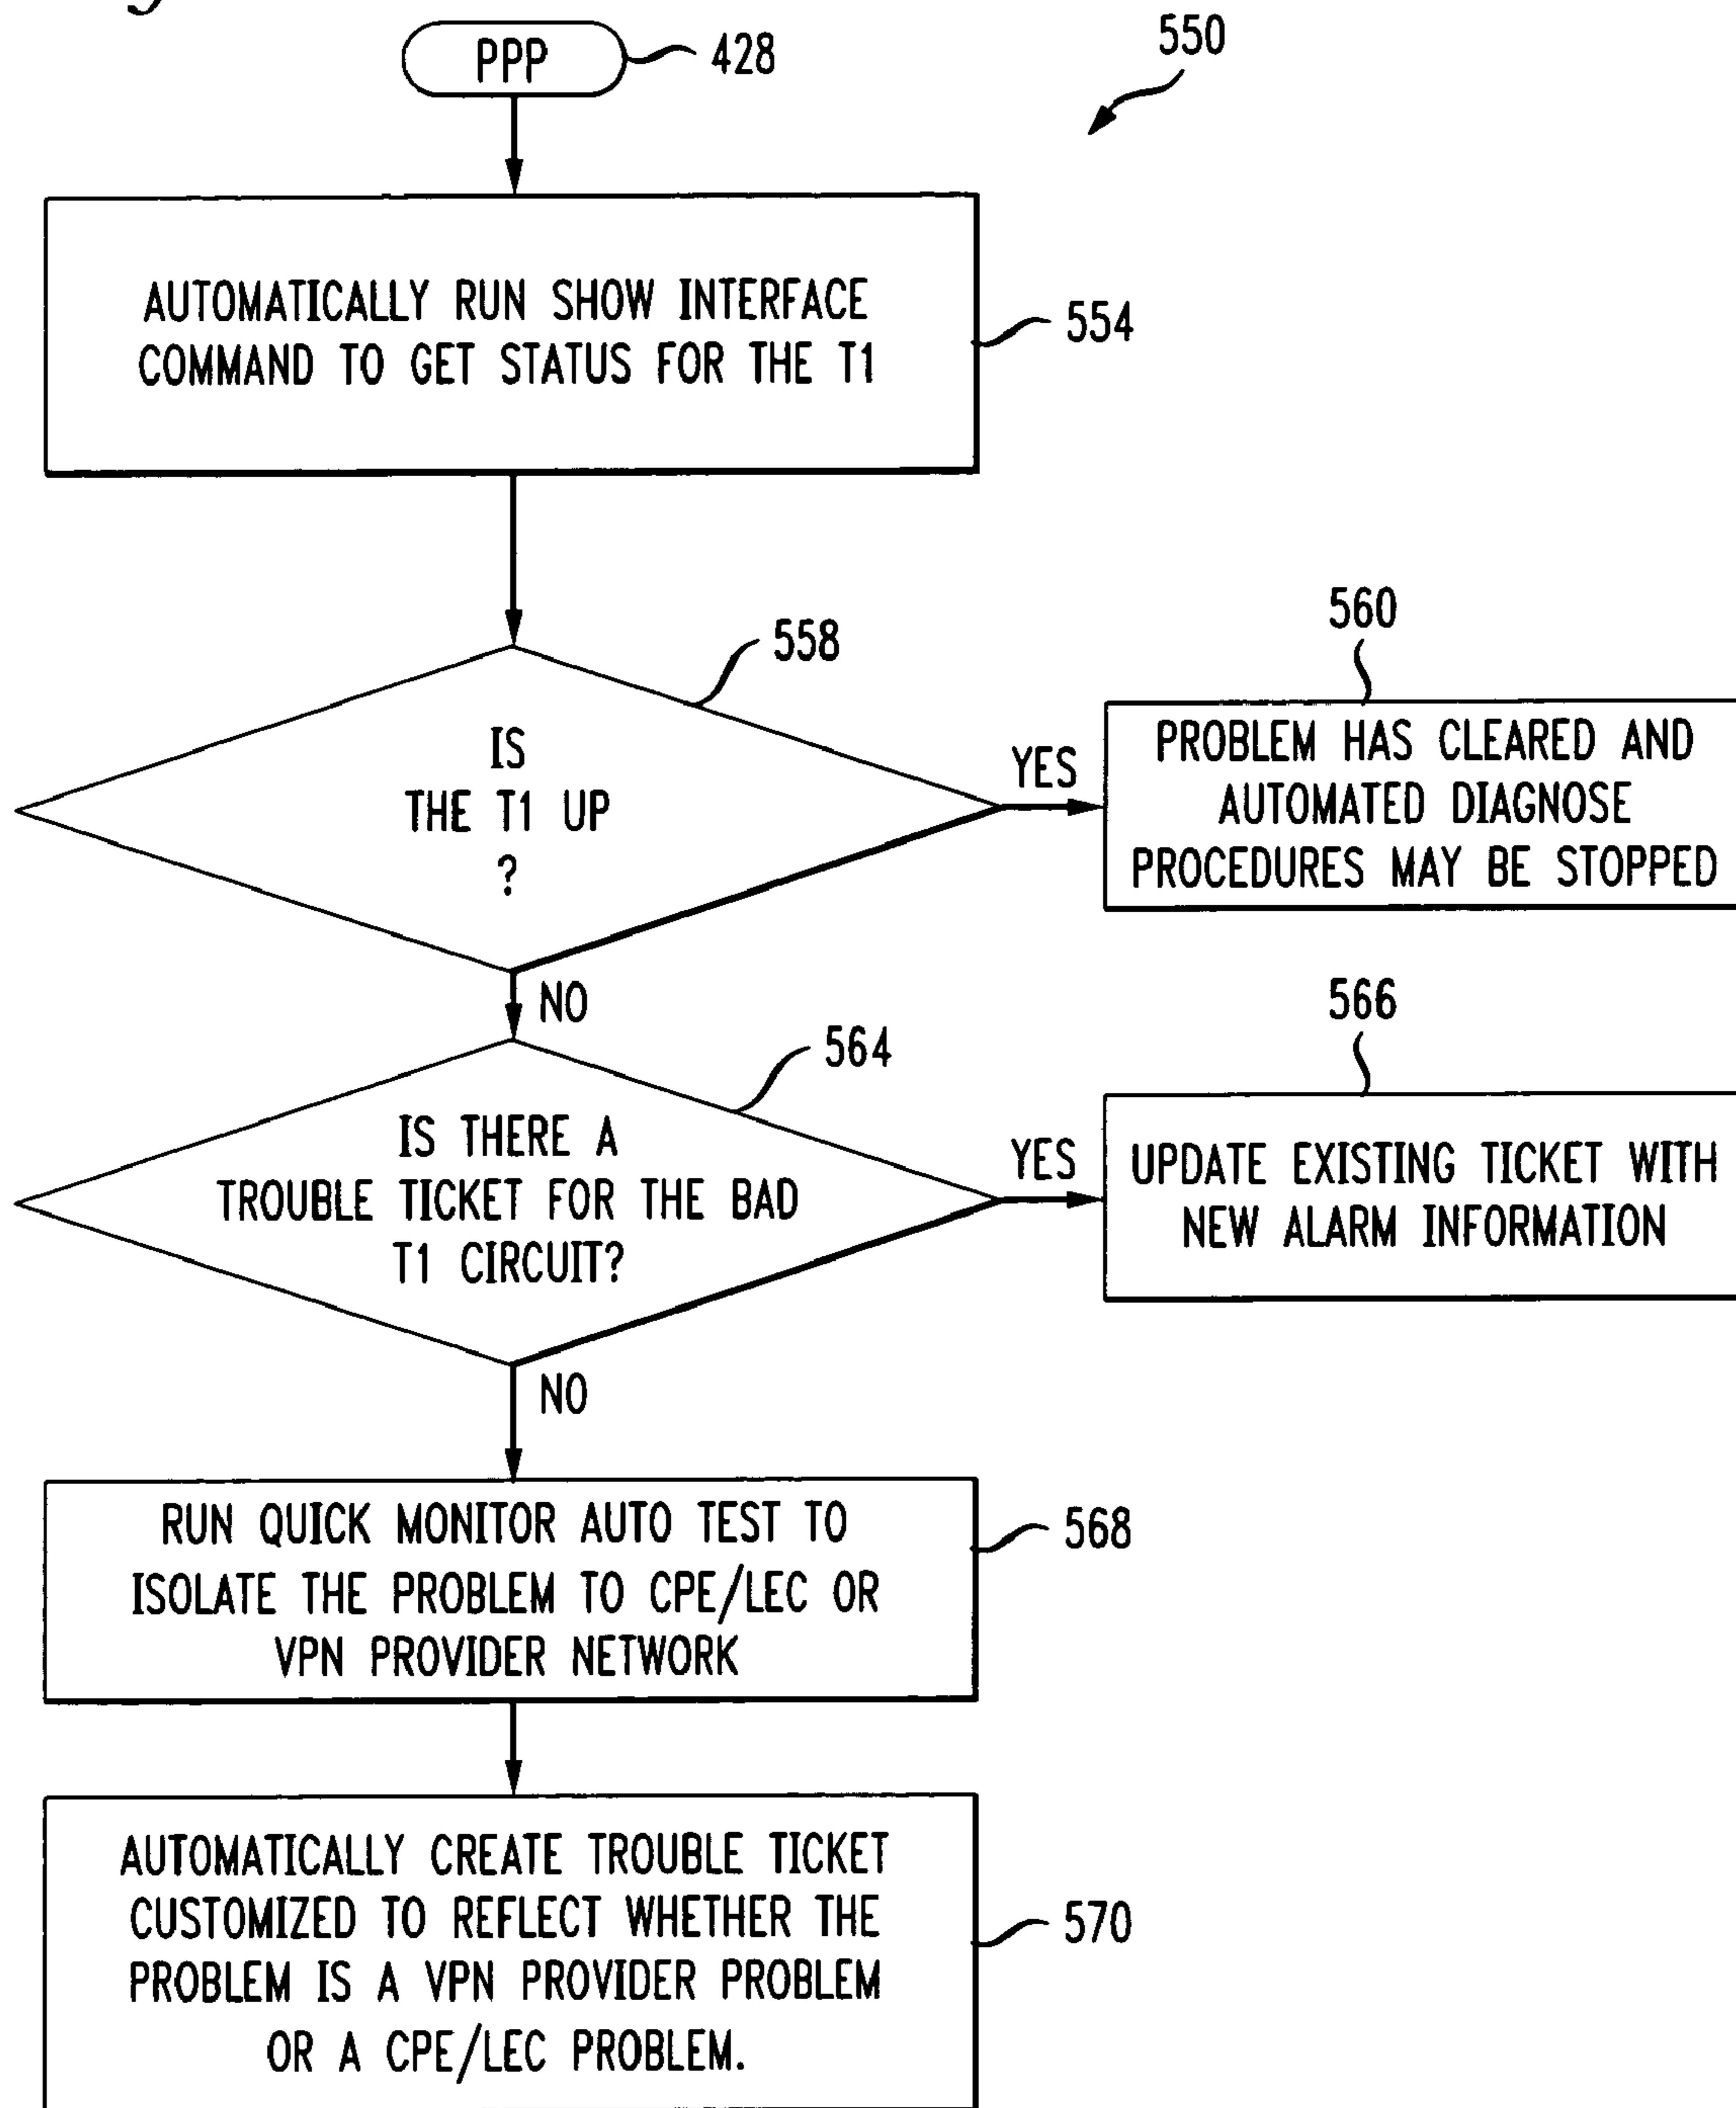 PPP
428
550
AUTOMATICALLY RUN SHOW INTERFACE
COMMAND TO GET STATUS FOR THE T1
554
558
IS
THE T1 UP
?
YES
560
PROBLEM HAS CLEARED AND
AUTOMATED DIAGNOSE
PROCEDURES MAY BE STOPPED
NO
564
IS THERE A
TROUBLE TICKET FOR THE BAD
T1 CIRCUIT?
YES
566
UPDATE EXISTING TICKET WITH
NEW ALARM INFORMATION
NO
RUN QUICK MONITOR AUTO TEST TO
ISOLATE THE PROBLEM TO CPE/LEC OR
VPN PROVIDER NETWORK
568
AUTOMATICALLY CREATE TROUBLE TICKET
CUSTOMIZED TO REFLECT WHETHER THE
PROBLEM IS A VPN PROVIDER PROBLEM
OR A CPE/LEC PROBLEM.
570